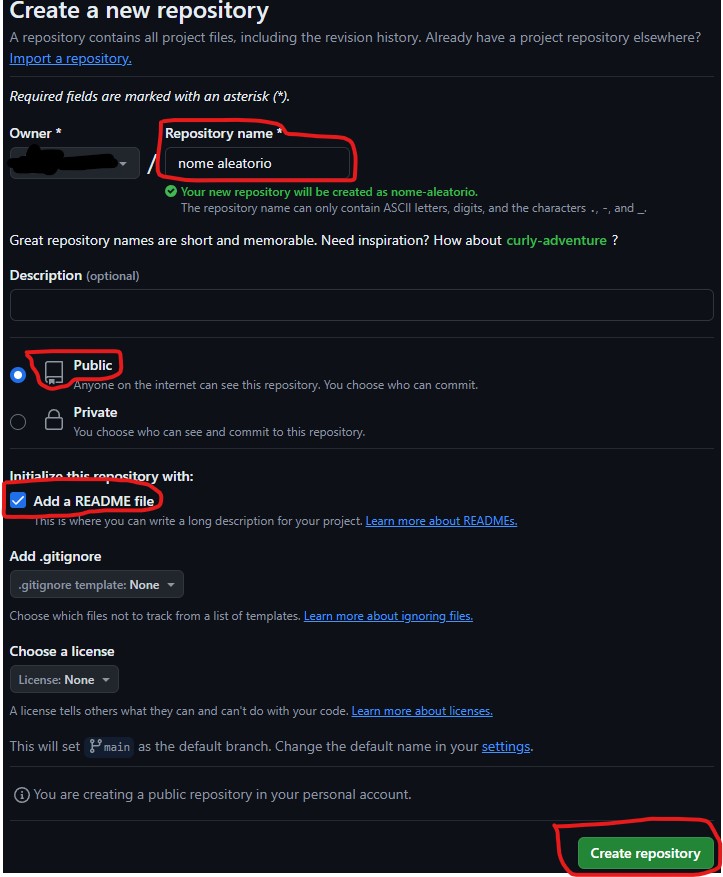 Create a new repository
A repository contains all project files, including the revision history. Already have a project repository elsewhere?
Import a repository.
Required fields are marked with an asterisk (*).
Owner * Repository name *
/ nome aleatorio
Your new repository will be created as nome-aleatorio.
The repository name can only contain ASCII letters, digits, and the characters ., -, and _.
Great repository names are short and memorable. Need inspiration? How about curly-adventure ?
Description (optional)
Public
Anyone on the internet can see this repository. You choose who can commit.
Private
You choose who can see and commit to this repository.
Initialize this repository with:
Add a README file
This is where you can write a long description for your project. Learn more about READMEs.
Add .gitignore
.gitignore template: None
Choose which files not to track from a list of templates. Learn more about ignoring files.
Choose a license
License: None
A license tells others what they can and can't do with your code. Learn more about licenses.
This will set main as the default branch. Change the default name in your settings.
You are creating a public repository in your personal account.
Create repository